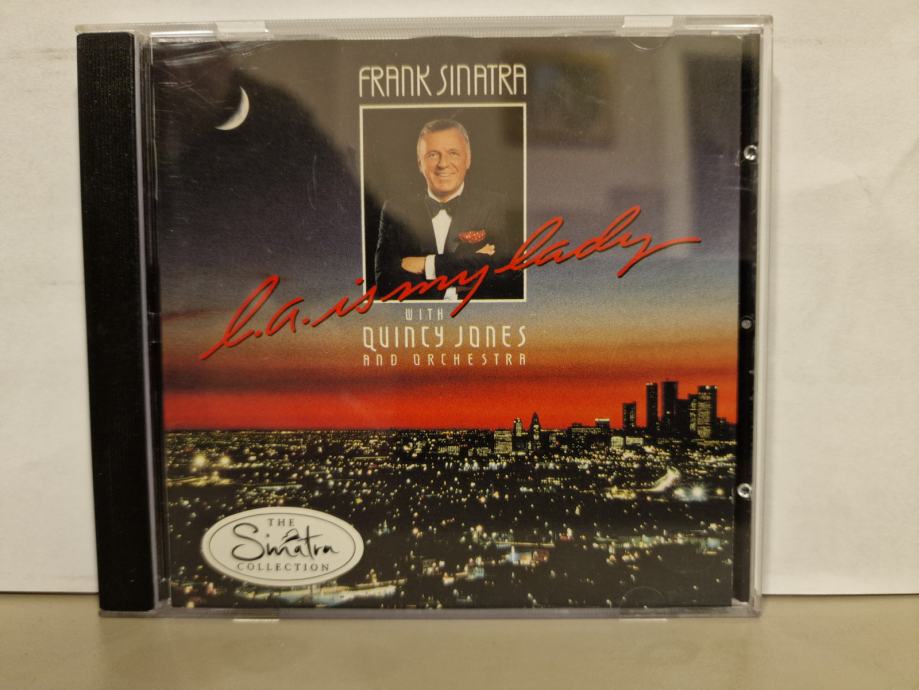 FRANK SINATRA
L.A. is my lady
WITH
QUINCY JONES
AND ORCHESTRA
THE
Sinatra
COLLECTION